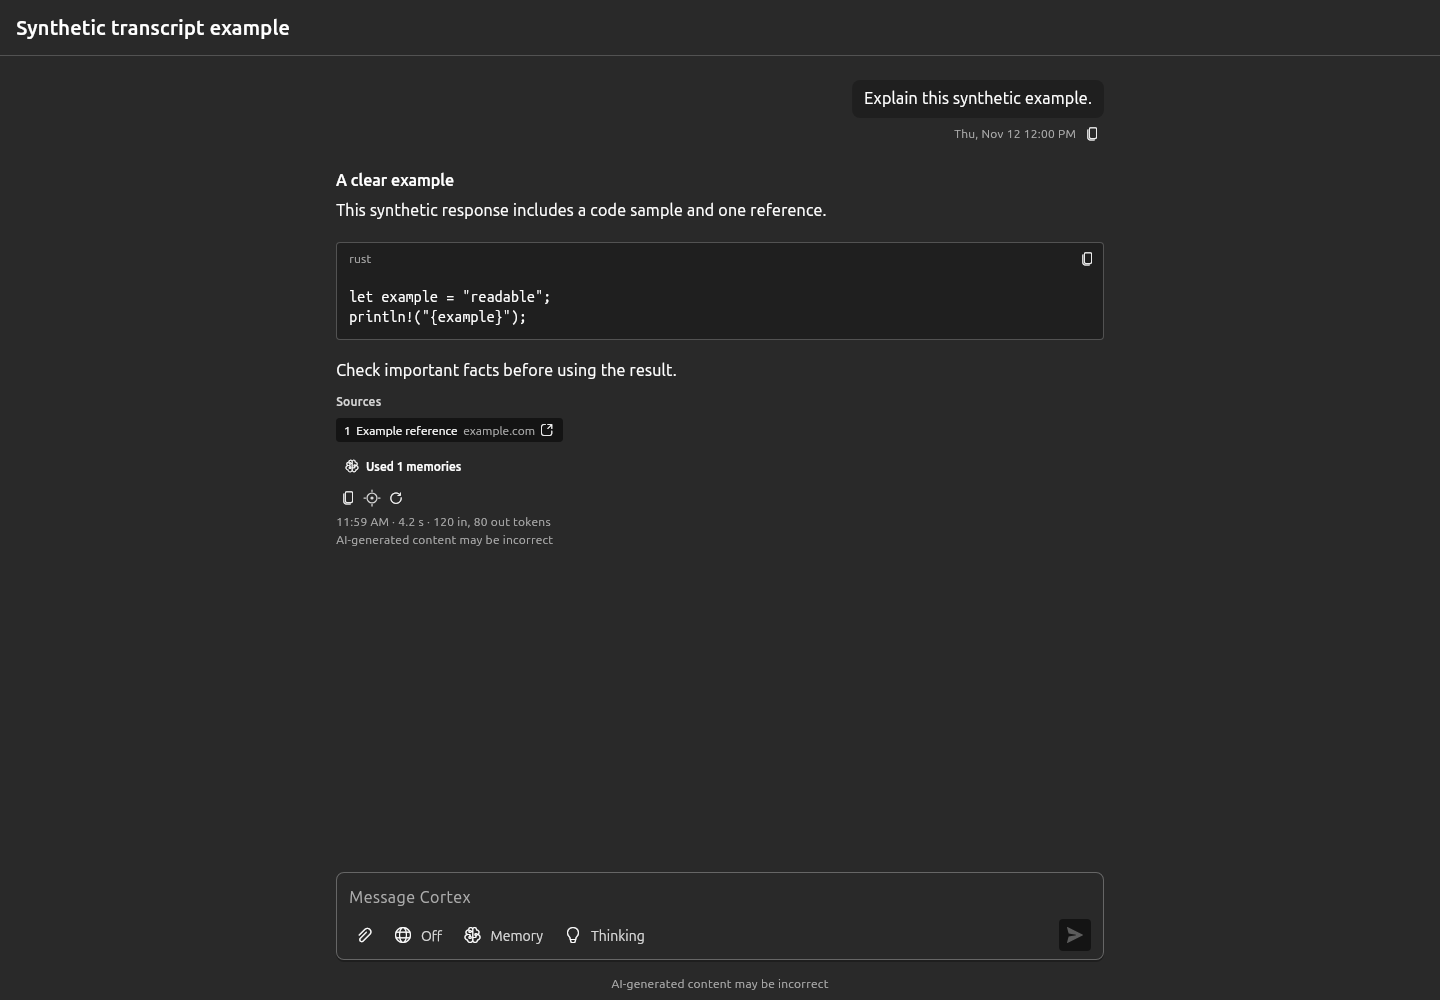 Synthetic transcript example
Explain this synthetic example.
Thu, Nov 12 12:00 PM
A clear example
This synthetic response includes a code sample and one reference.
rust
let example = "readable";
println!("{example}");
Check important facts before using the result.
Sources
1 Example reference example.com
Used 1 memories
11:59 AM · 4.2 s · 120 in, 80 out tokens
AI-generated content may be incorrect
Message Cortex
Off Memory Thinking
AI-generated content may be incorrect